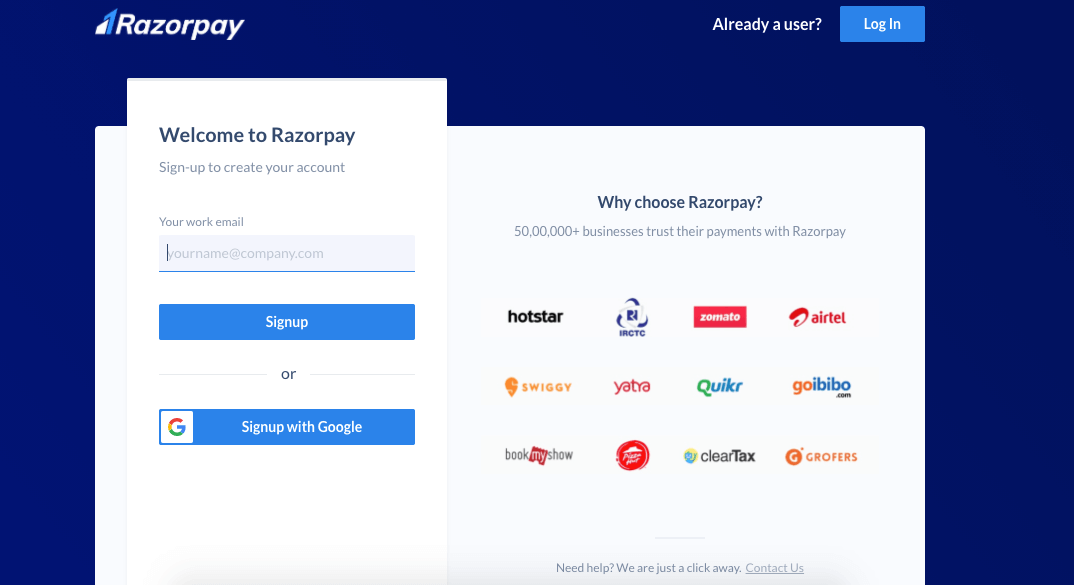 Razorpay
Already a user?
Log In
Welcome to Razorpay
Sign-up to create your account
Your work email
yourname@company.com
Signup
or
G Signup with Google
Why choose Razorpay?
50,00,000+ businesses trust their payments with Razorpay
hotstar IRCTC zomato airtel
SWIGGY yatra Quikr goibibo.com
bookmyshow Pizza Hut clearTax GROFERS
Need help? We are just a click away. Contact Us